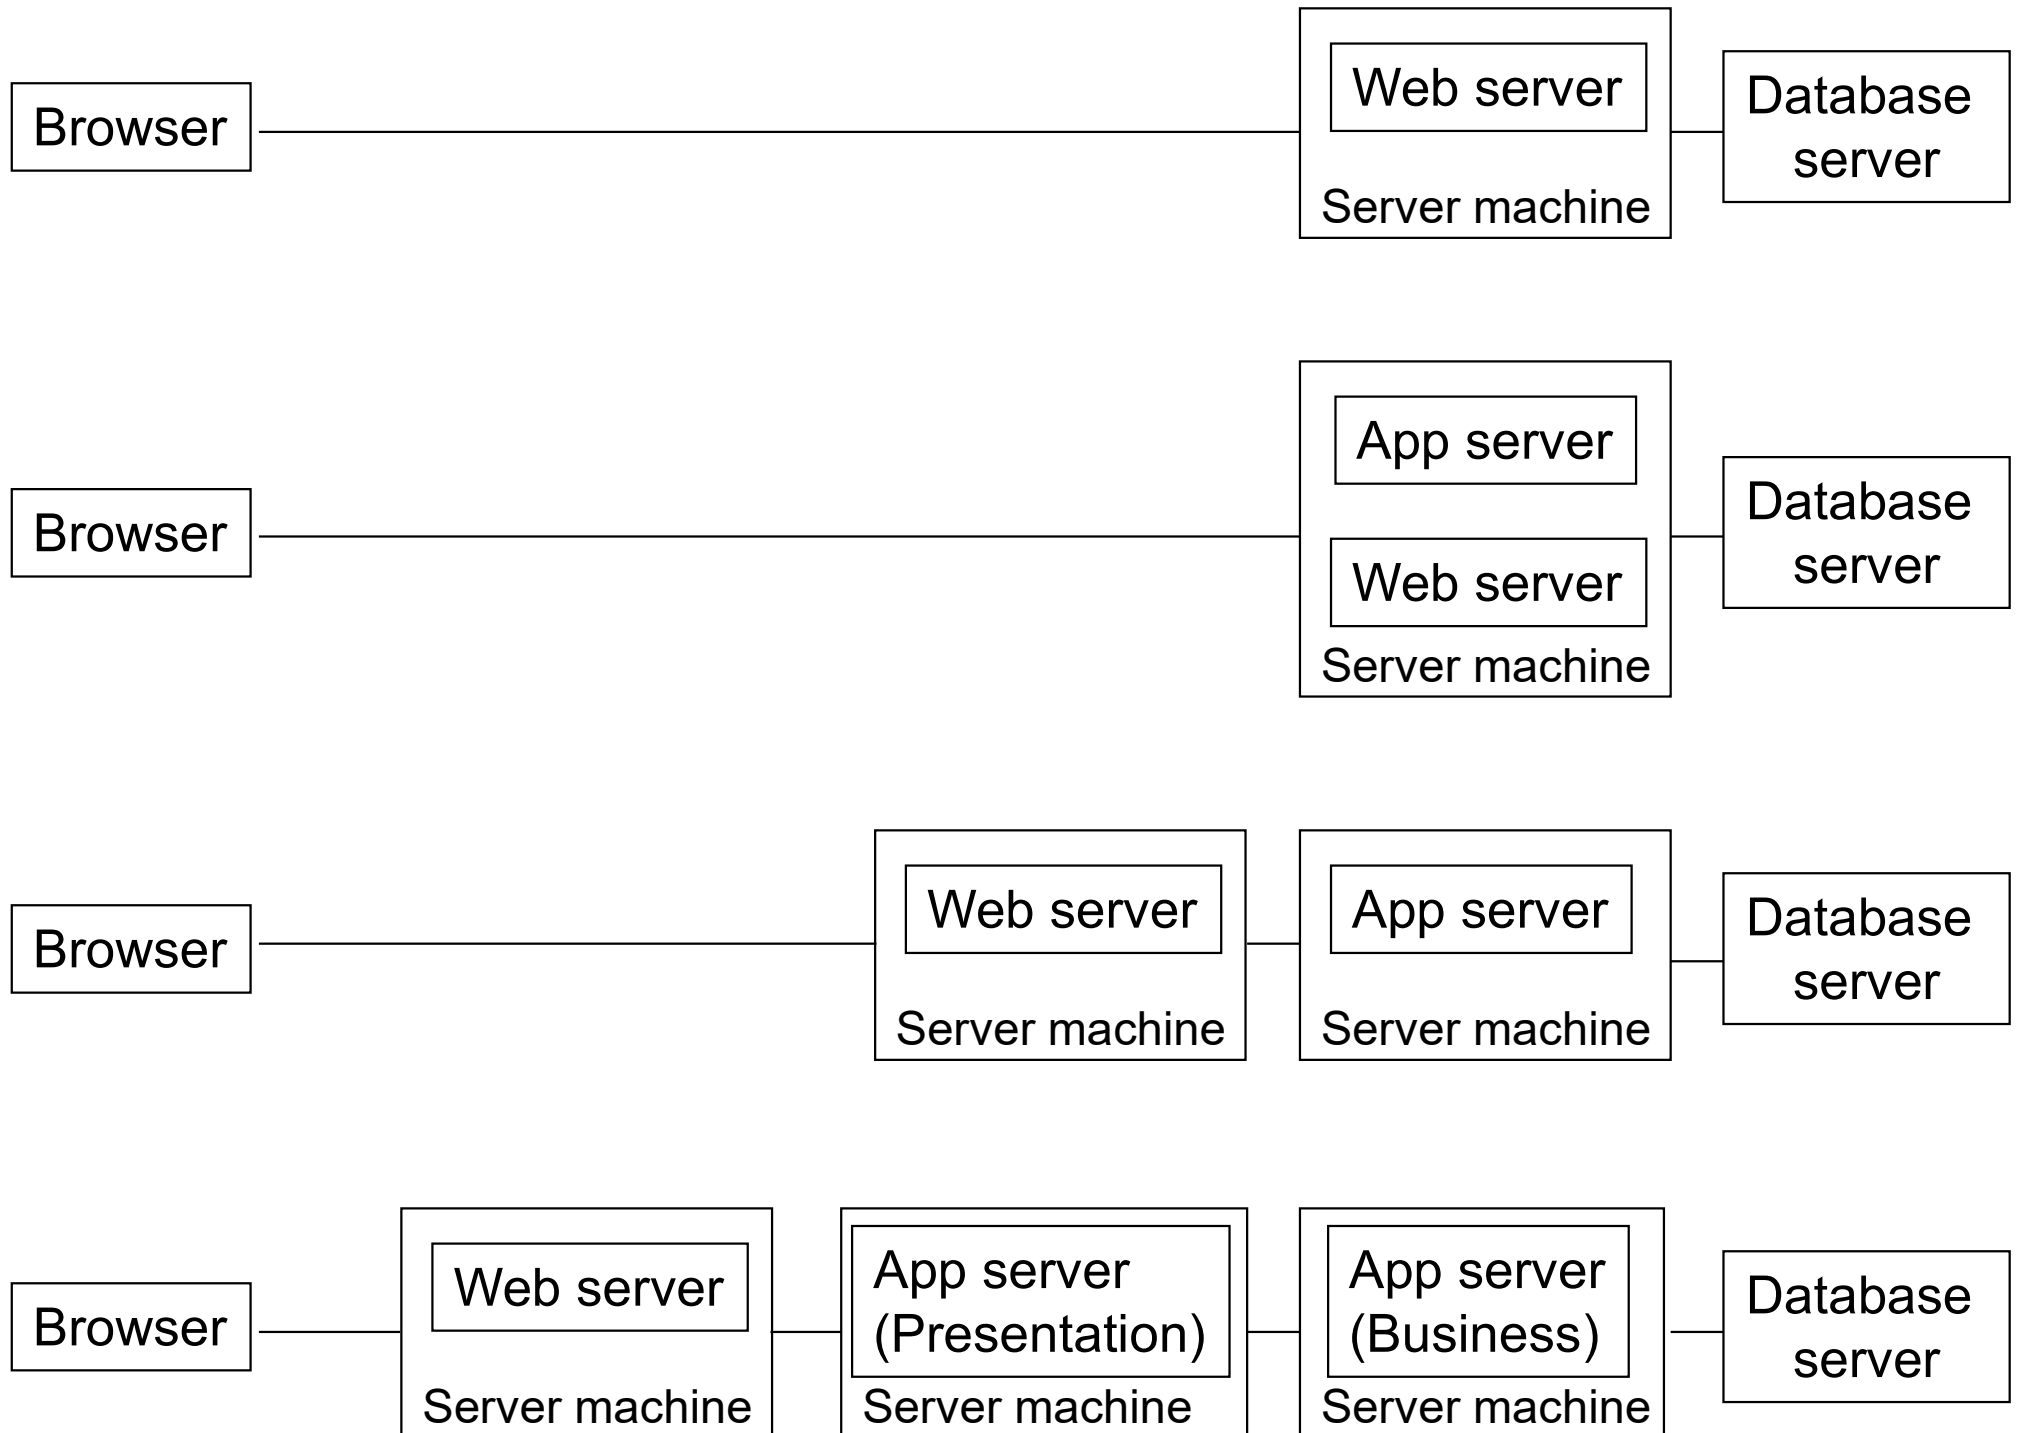 Browser
Web server
Server machine
Database
server
Browser
App server
Web server
Server machine
Database
server
Browser
Web server
Server machine
App server
Server machine
Database
server
Browser
Web server
Server machine
App server
(Presentation)
Server machine
App server
(Business)
Server machine
Database
server